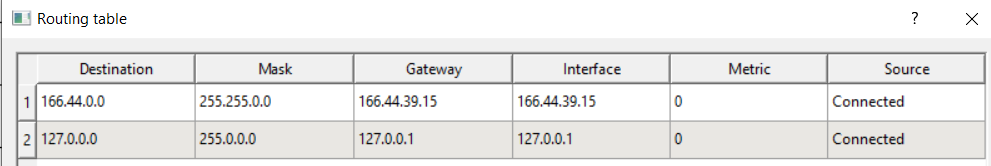 Routing table ?
Destination Mask Gateway Interface Metric Source
1 166.44.0.0 255.255.0.0 166.44.39.15 166.44.39.15 0 Connected
2 127.0.0.0 255.0.0.0 127.0.0.1 127.0.0.1 0 Connected